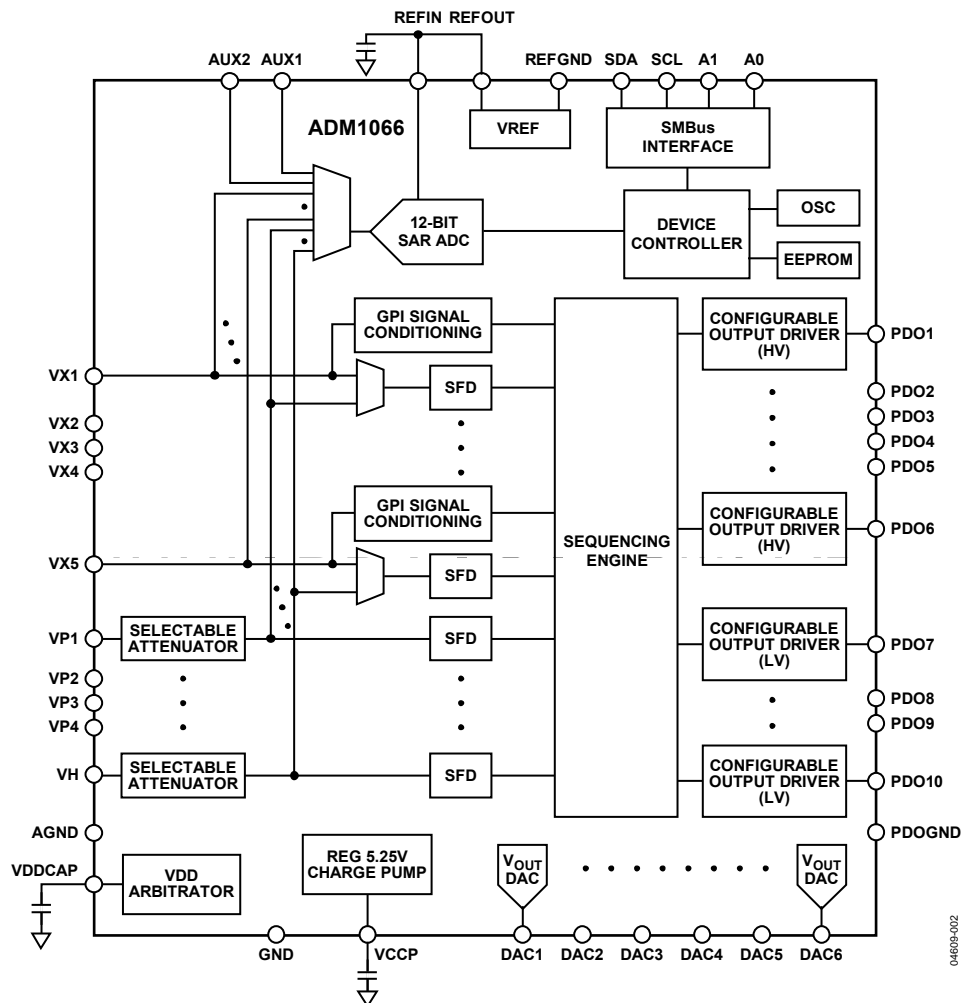 REFIN REFOUT
AUX2 AUX1
REFGND SDA SCL A1 A0
ADM1066
VREF
SMBus
INTERFACE
12-BIT
SAR ADC
DEVICE
CONTROLLER
OSC
EEPROM
GPI SIGNAL
CONDITIONING
CONFIGURABLE
OUTPUT DRIVER
(HV)
PDO1
VX1
SFD
PDO2
VX2
PDO3
VX3
PDO4
VX4
PDO5
GPI SIGNAL
CONDITIONING
CONFIGURABLE
OUTPUT DRIVER
(HV)
PDO6
SEQUENCING
ENGINE
VX5
SFD
VP1
SELECTABLE
ATTENUATOR
SFD
CONFIGURABLE
OUTPUT DRIVER
(LV)
PDO7
VP2
VP3
VP4
PDO8
PDO9
VH
SELECTABLE
ATTENUATOR
SFD
CONFIGURABLE
OUTPUT DRIVER
(LV)
PDO10
AGND
PDOGND
VDDCAP
VDD
ARBITRATOR
REG 5.25V
CHARGE PUMP
VOUT
DAC
VOUT
DAC
GND
VCCP
DAC1 DAC2 DAC3 DAC4 DAC5 DAC6
04609-002